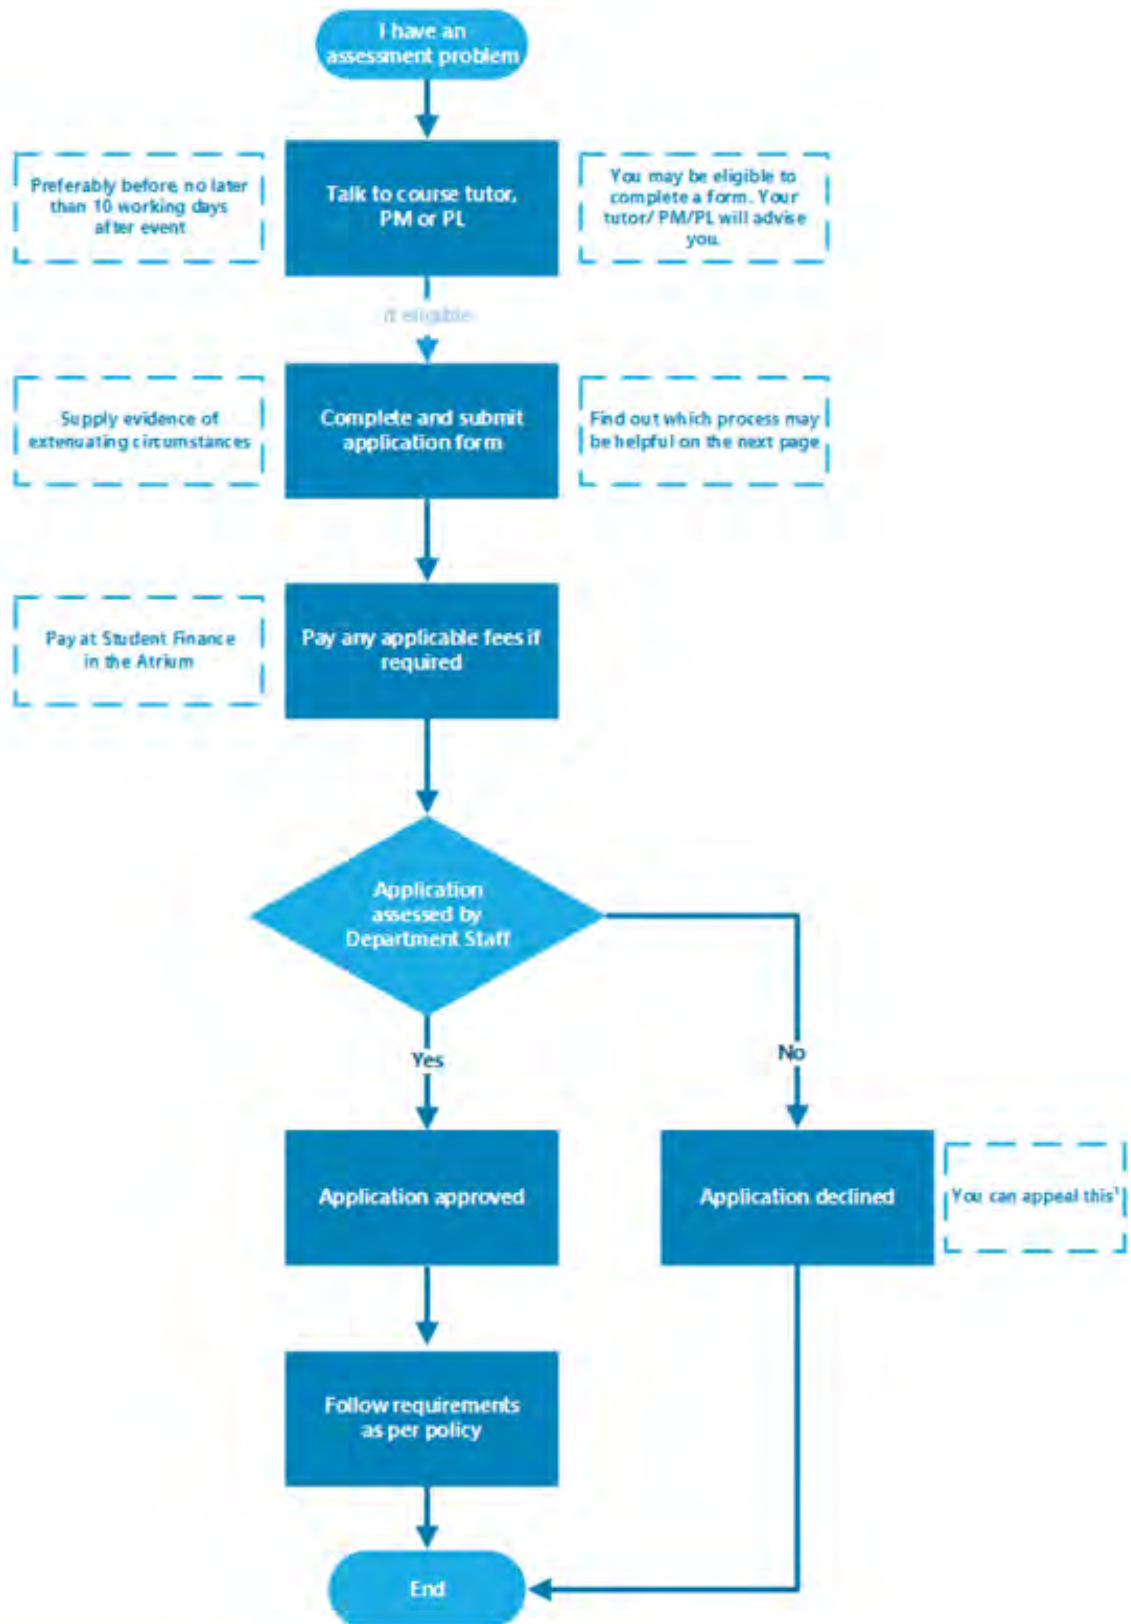 I have an
assessment problem
Preferably before, no later
than 10 working days
after event
Talk to course tutor,
PM or PL
You may be eligible to
complete a form. Your
tutor/ PM/PL will advise
you.
if eligible
Supply evidence of
extenuating circumstances
Complete and submit
application form
Find out which process may
be helpful on the next page
Pay at Student Finance
in the Atrium
Pay any applicable fees if
required
Application
assessed by
Department Staff
Yes
No
Application approved
Application declined
You can appeal this¹
Follow requirements
as per policy
End